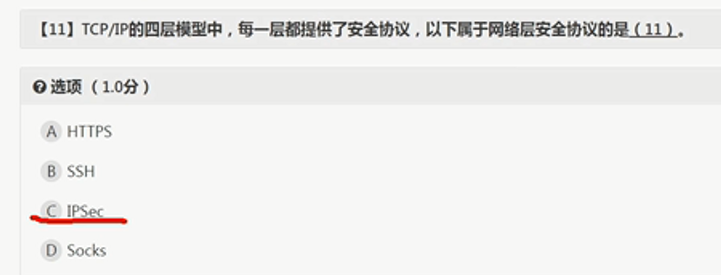 【11】TCP/IP的四层模型中，每一层都提供了安全协议，以下属于网络层安全协议的是（11）。
选项（1.0分）
A HTTPS
B SSH
C IPSec
D Socks